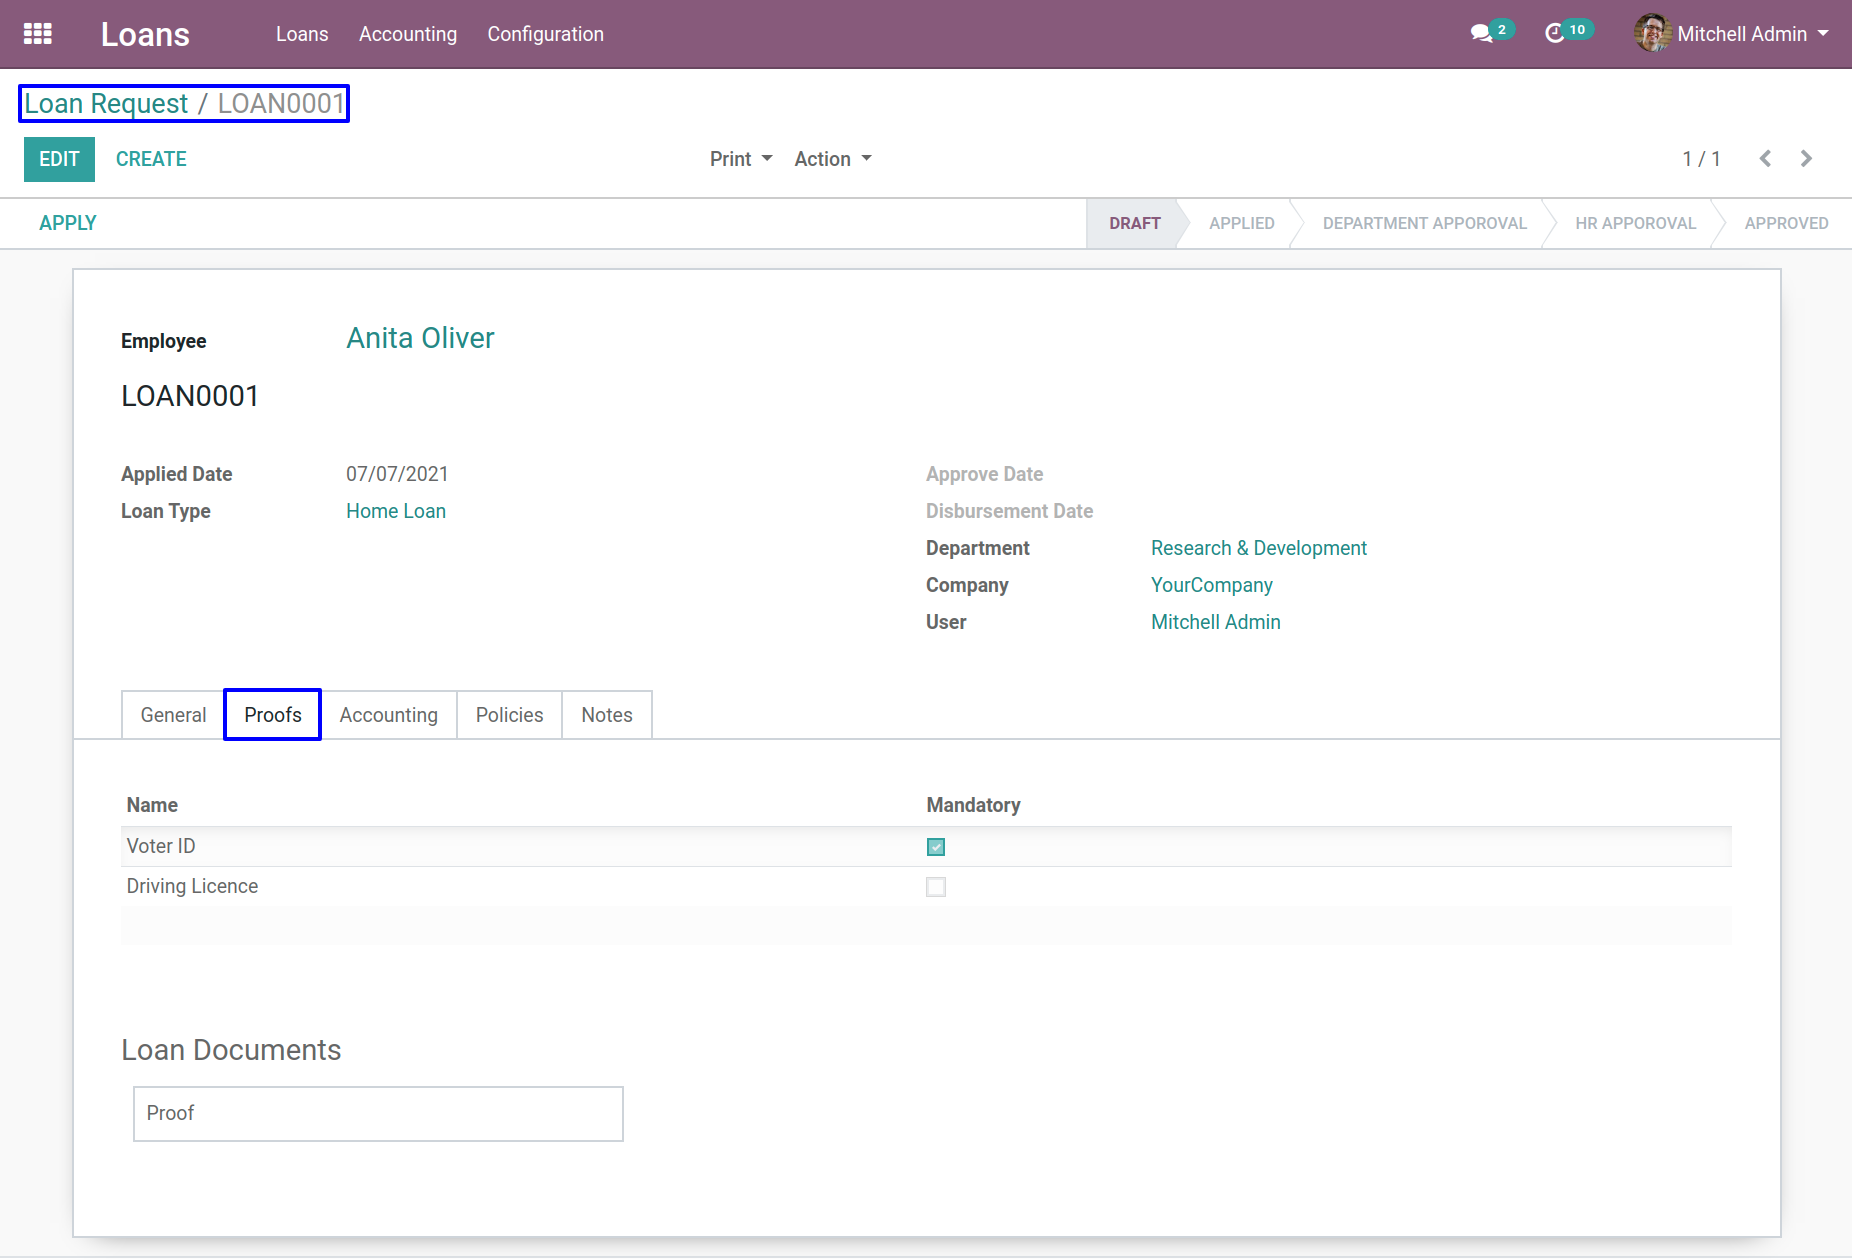 Loans Loans Accounting Configuration 2 10 Mitchell Admin
Loan Request / LOAN0001
EDIT CREATE Print Action 1 / 1
APPLY DRAFT APPLIED DEPARTMENT APPOROVAL HR APPOROVAL APPROVED
Employee Anita Oliver
LOAN0001
Applied Date 07/07/2021 Approve Date
Loan Type Home Loan Disbursement Date
Department Research & Development
Company YourCompany
User Mitchell Admin
General Proofs Accounting Policies Notes
Name Mandatory
Voter ID
Driving Licence
Loan Documents
Proof